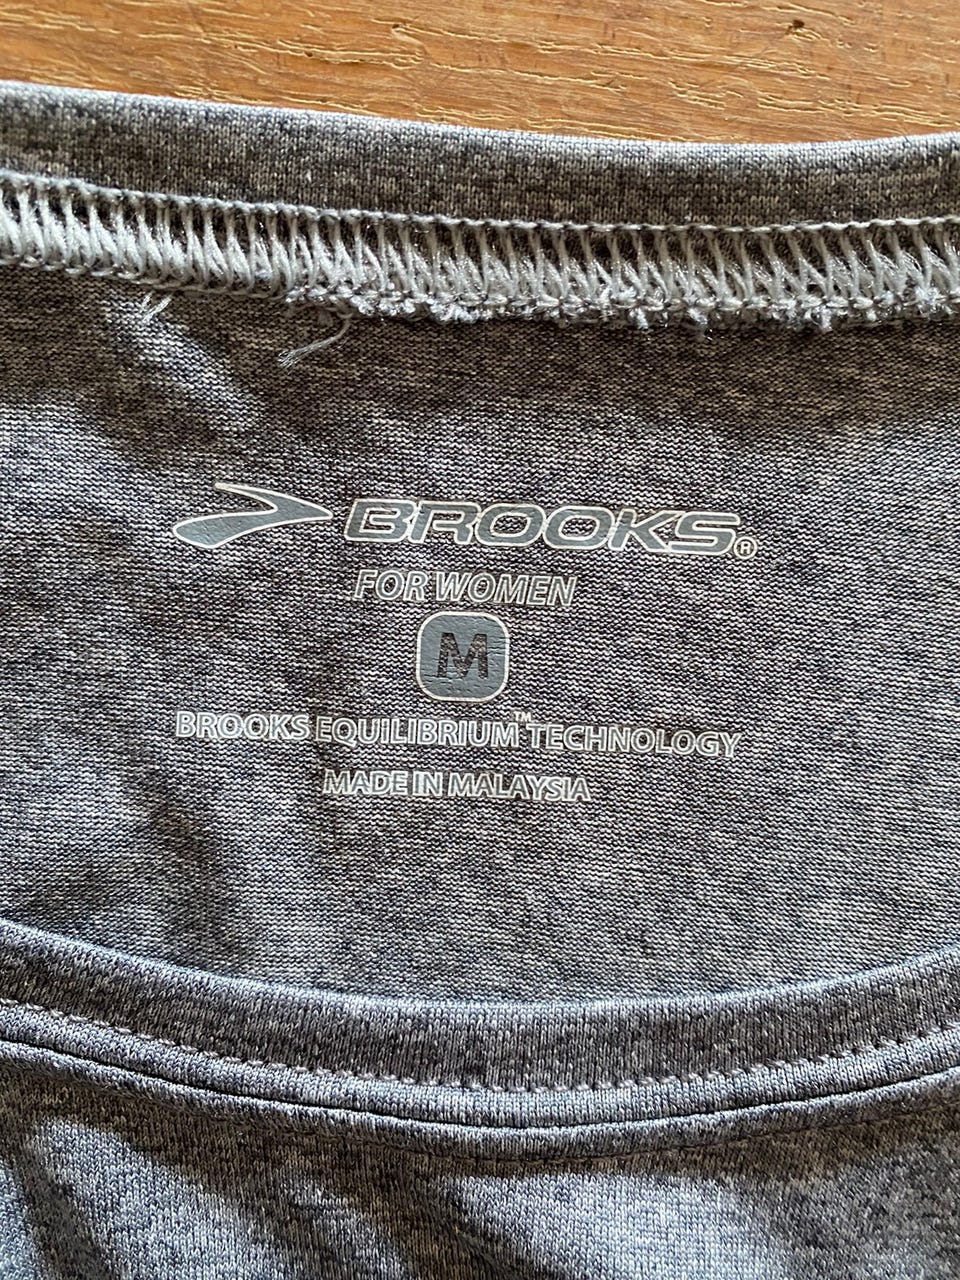 BROOKS®
FOR WOMEN
M
BROOKS EQUILIBRIUM™ TECHNOLOGY
MADE IN MALAYSIA